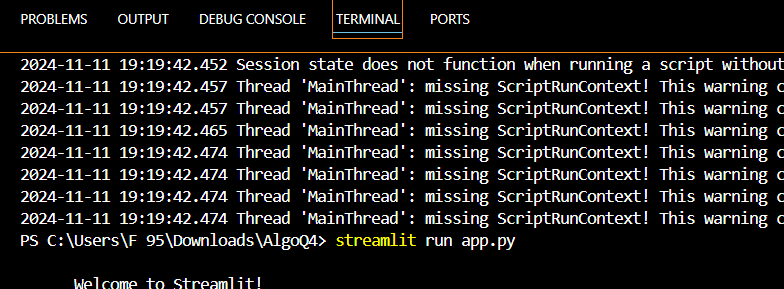 PROBLEMS OUTPUT DEBUG CONSOLE TERMINAL PORTS
2024-11-11 19:19:42.452 Session state does not function when running a script without
2024-11-11 19:19:42.457 Thread 'MainThread': missing ScriptRunContext! This warning c
2024-11-11 19:19:42.457 Thread 'MainThread': missing ScriptRunContext! This warning c
2024-11-11 19:19:42.465 Thread 'MainThread': missing ScriptRunContext! This warning c
2024-11-11 19:19:42.474 Thread 'MainThread': missing ScriptRunContext! This warning c
2024-11-11 19:19:42.474 Thread 'MainThread': missing ScriptRunContext! This warning c
2024-11-11 19:19:42.474 Thread 'MainThread': missing ScriptRunContext! This warning c
2024-11-11 19:19:42.474 Thread 'MainThread': missing ScriptRunContext! This warning c
PS C:\Users\F 95\Downloads\AlgoQ4> streamlit run app.py
Welcome to Streamlit!